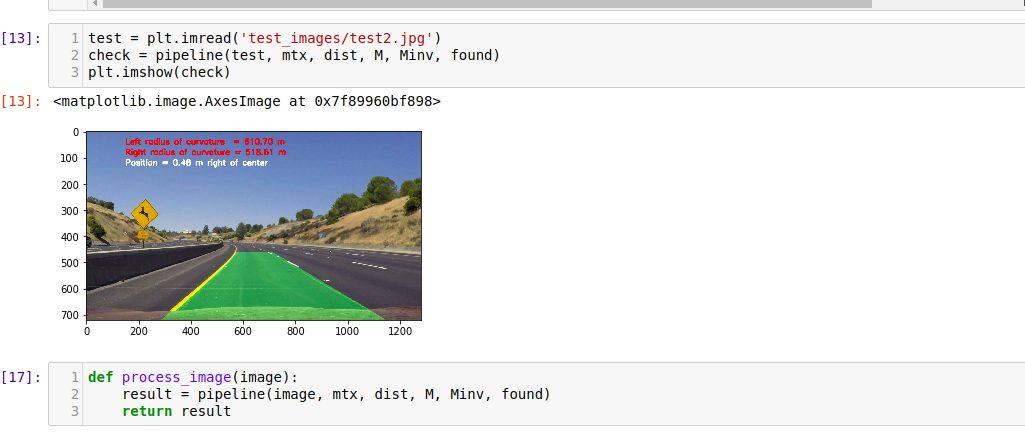 [13]:
1 test = plt.imread('test_images/test2.jpg')
2 check = pipeline(test, mtx, dist, M, Minv, found)
3 plt.imshow(check)
[13]: <matplotlib.image.AxesImage at 0x7f89960bf898>
Left radius of curvature = 610.70 m
Right radius of curvature = 518.61 m
Position = 0.48 m right of center
0
100
200
300
400
500
600
700
0 200 400 600 800 1000 1200
[17]:
1 def process_image(image):
2 result = pipeline(image, mtx, dist, M, Minv, found)
3 return result